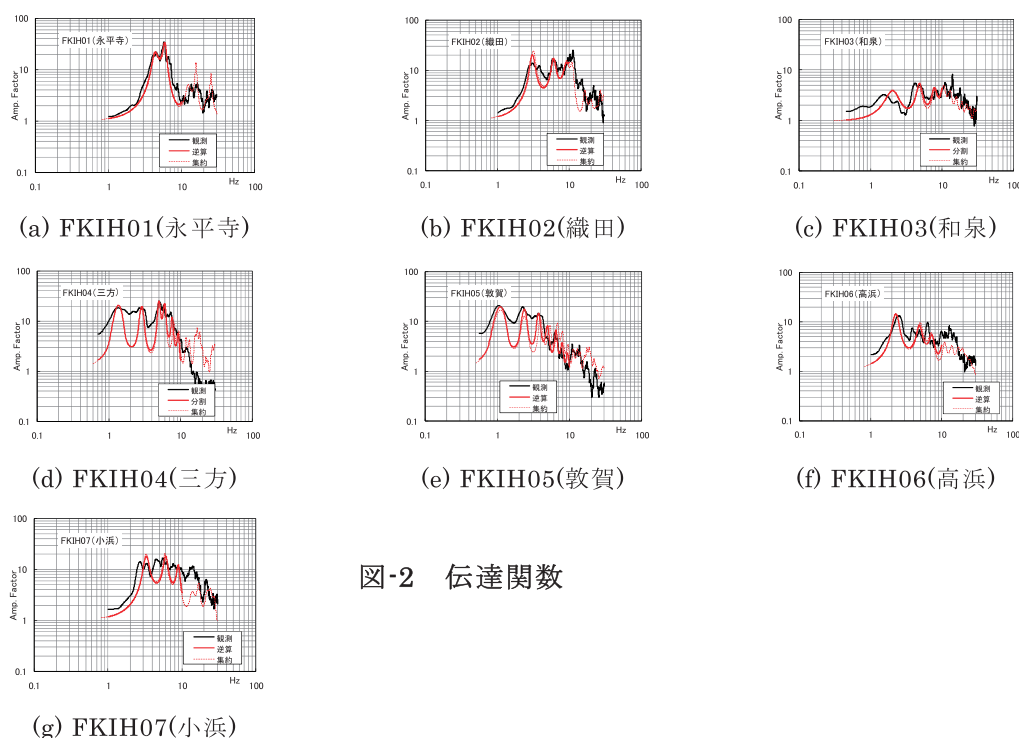 100
10
1
0.1
Amp. Factor
FKIH01(永平寺)
観測
逆算
集約
0.1
1
10
100
Hz
(a) FKIH01(永平寺)
100
10
1
0.1
Amp. Factor
FKIH02(織田)
観測
逆算
集約
0.1
1
10
100
Hz
(b) FKIH02(織田)
100
10
1
0.1
Amp. Factor
FKIH03(和泉)
観測
分割
集約
0.1
1
10
100
Hz
(c) FKIH03(和泉)
100
10
1
0.1
Amp. Factor
FKIH04(三方)
観測
分割
集約
0.1
1
10
100
Hz
(d) FKIH04(三方)
100
10
1
0.1
Amp. Factor
FKIH05(敦賀)
観測
逆算
集約
0.1
1
10
100
Hz
(e) FKIH05(敦賀)
100
10
1
0.1
Amp. Factor
FKIH06(高浜)
観測
逆算
集約
0.1
1
10
100
Hz
(f) FKIH06(高浜)
100
10
1
0.1
Amp. Factor
FKIH07(小浜)
観測
逆算
集約
0.1
1
10
100
Hz
(g) FKIH07(小浜)
図-2 伝達関数